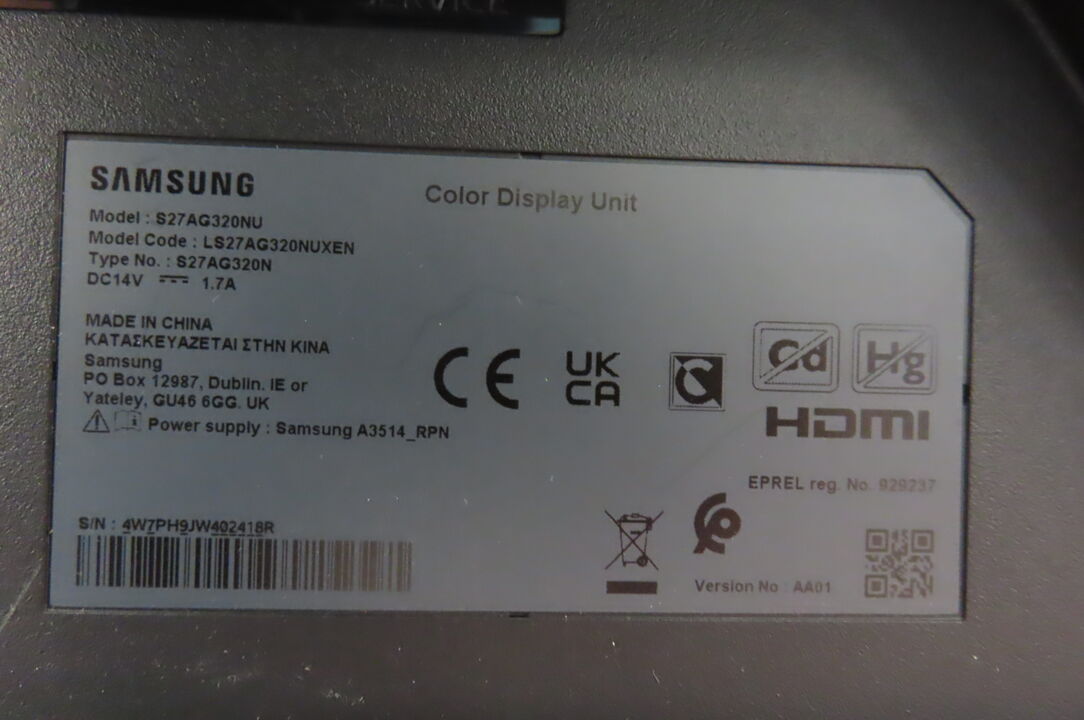 SERVICE
SAMSUNG
Color Display Unit
Model : S27AG320NU
Model Code : LS27AG320NUXEN
Type No. : S27AG320N
DC14V 1.7A
MADE IN CHINA
ΚΑΤΑΣΚΕΥΑΖΕΤΑΙ ΣΤΗΝ ΚΙΝΑ
Samsung
PO Box 12987, Dublin. IE or
Yateley, GU46 6GG. UK
Power supply : Samsung A3514_RPN
CE
UK
CA
Cd
Hg
HDMI
EPREL reg. No. 929237
S/N : 4W7PH9JW402418R
Version No : AA01